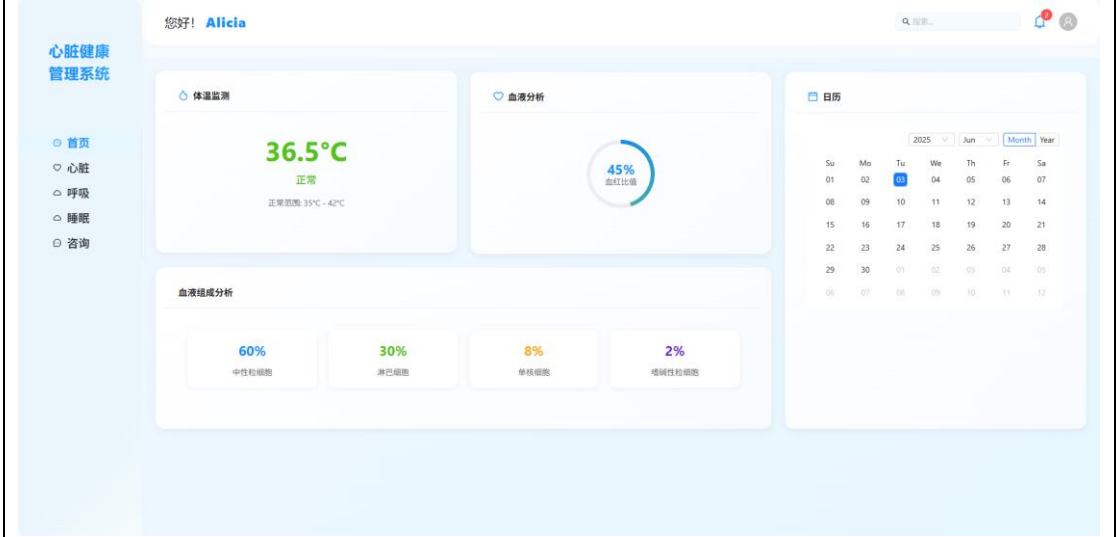 您好！ Alicia
搜索...
2
心脏健康
管理系统
首页
心脏
呼吸
睡眠
咨询
体温监测
36.5°C
正常
正常范围: 35°C - 42°C
血液分析
45%
血红比值
日历
2025 Jun Month Year
Su Mo Tu We Th Fr Sa
01 02 03 04 05 06 07
08 09 10 11 12 13 14
15 16 17 18 19 20 21
22 23 24 25 26 27 28
29 30 01 02 03 04 05
06 07 08 09 10 11 12
血液组成分析
60% 30% 8% 2%
中性粒细胞 淋巴细胞 单核细胞 嗜碱性粒细胞